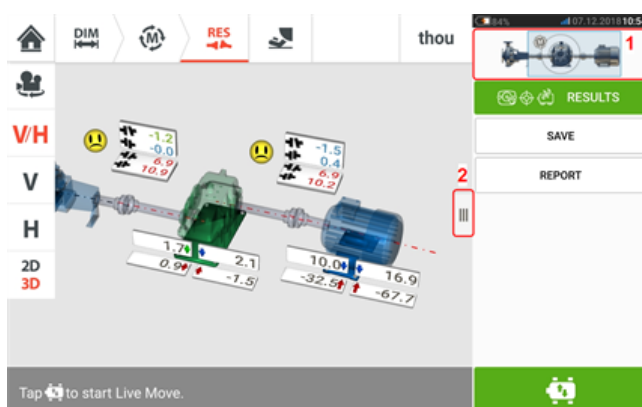 DIM
M
RES
thou
84%
07.12.2018 10:5
1
RESULTS
SAVE
REPORT
2
V/H
V
H
2D
3D
-1.2
-0.0
6.9
10.9
-1.5
0.4
6.9
10.2
1.7
2.1
0.9
-1.5
10.0
16.9
-32.5
-67.7
Tap to start Live Move.